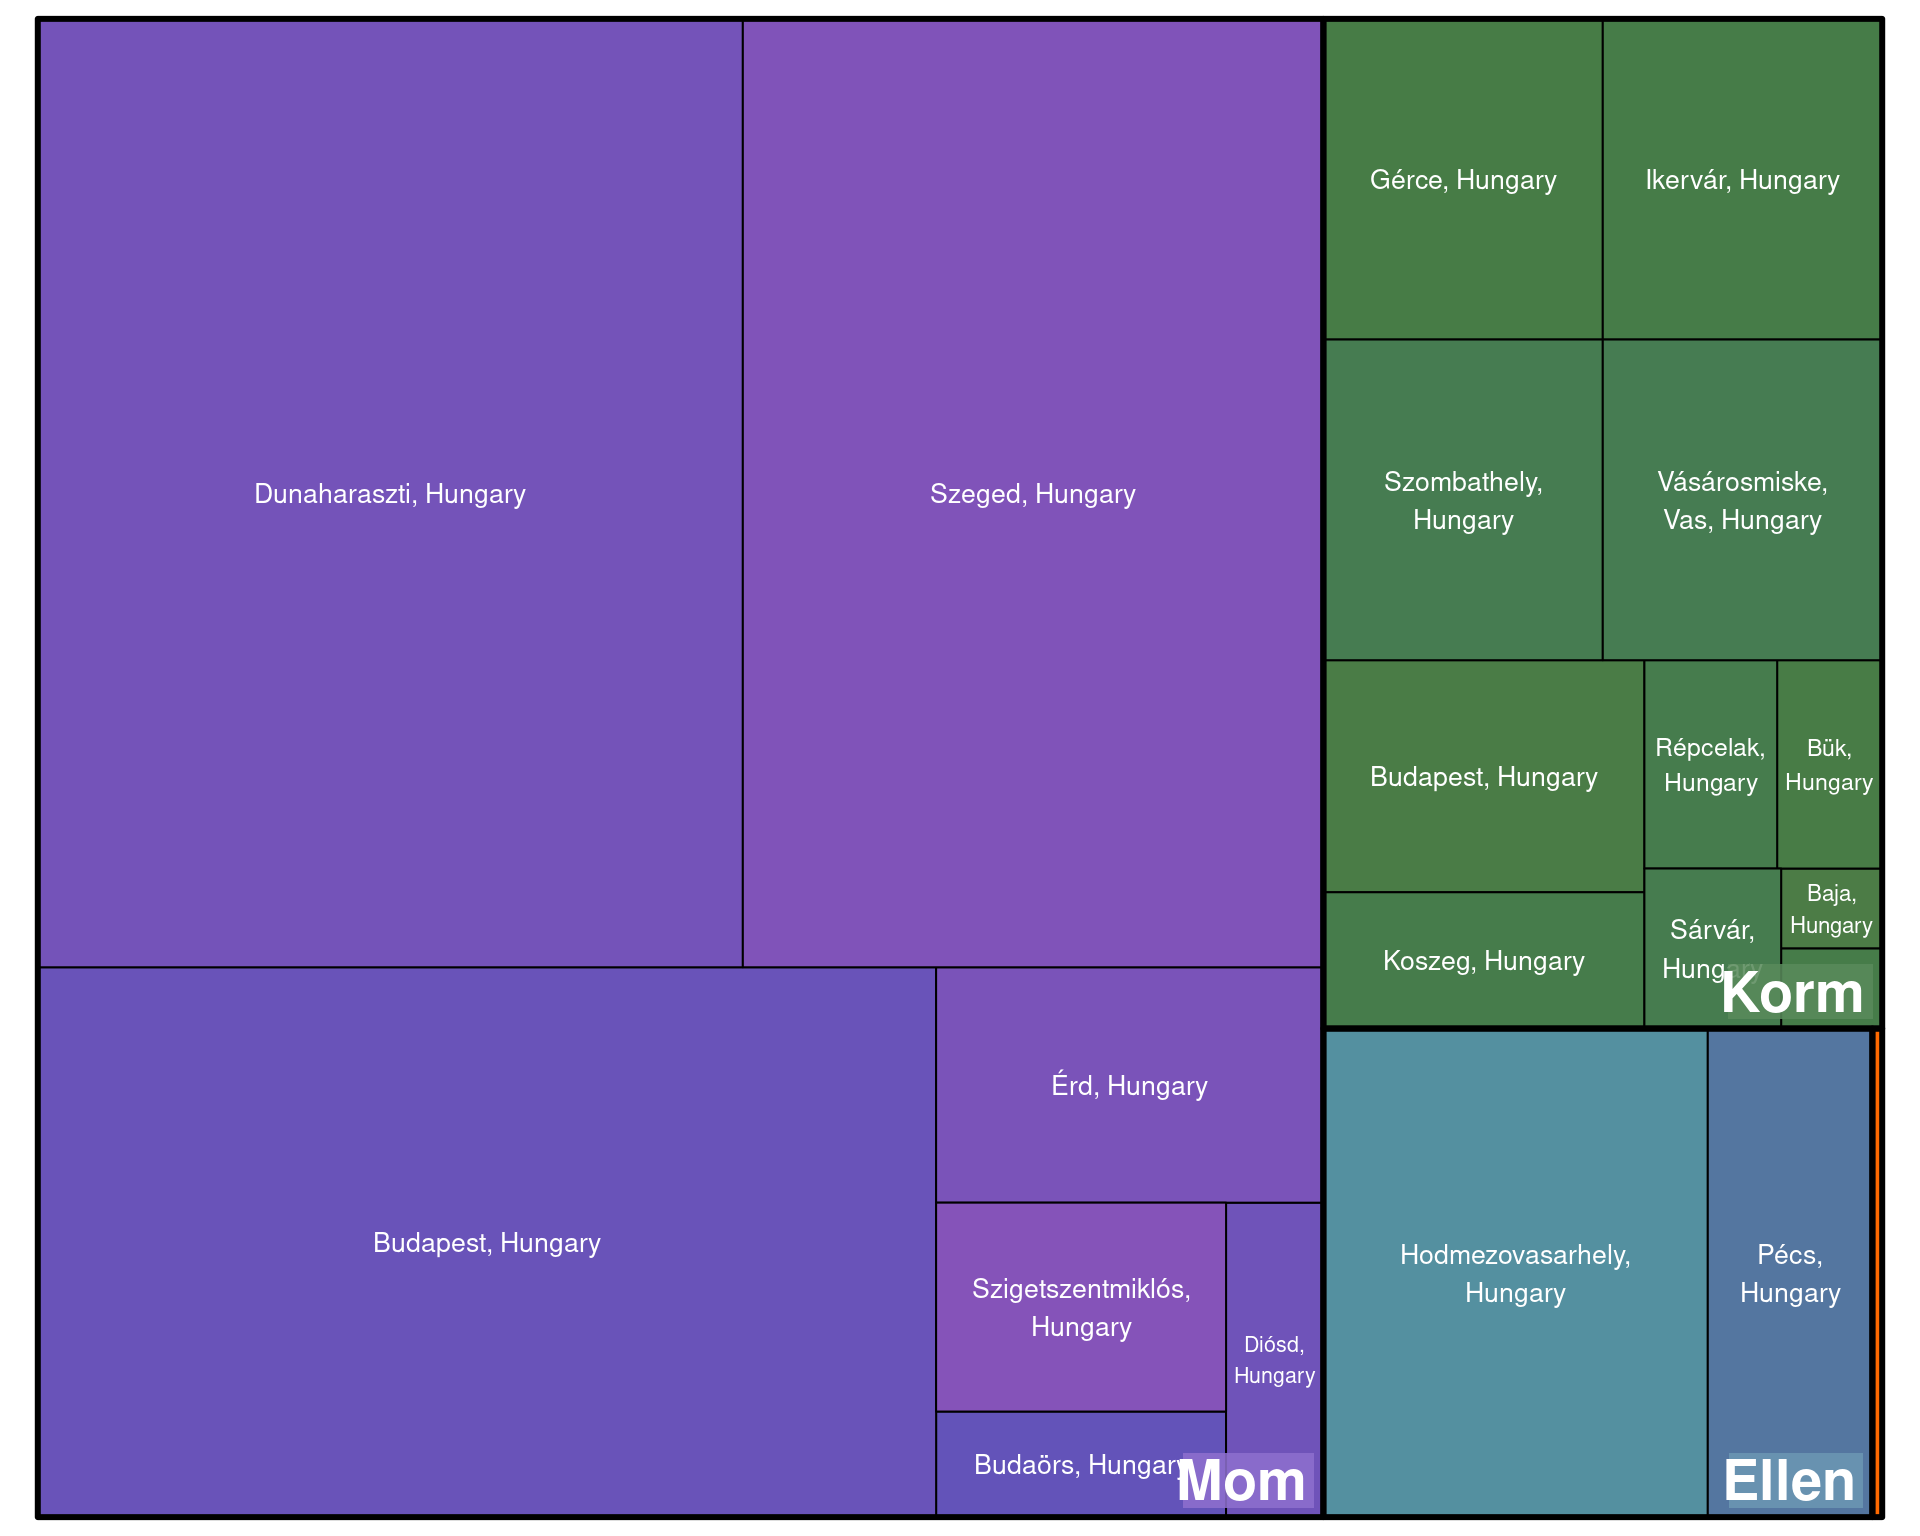 Dunaharaszti, Hungary
Szeged, Hungary
Budapest, Hungary
Érd, Hungary
Szigetszentmiklós,
Hungary
Diósd,
Hungary
Budaörs, Hungary
Mom
Gérce, Hungary
Ikervár, Hungary
Szombathely,
Hungary
Vásárosmiske,
Vas, Hungary
Budapest, Hungary
Répcelak,
Hungary
Bük,
Hungary
Koszeg, Hungary
Sárvár,
Hungary
Baja,
Hungary
Korm
Hodmezovasarhely,
Hungary
Pécs,
Hungary
Ellen